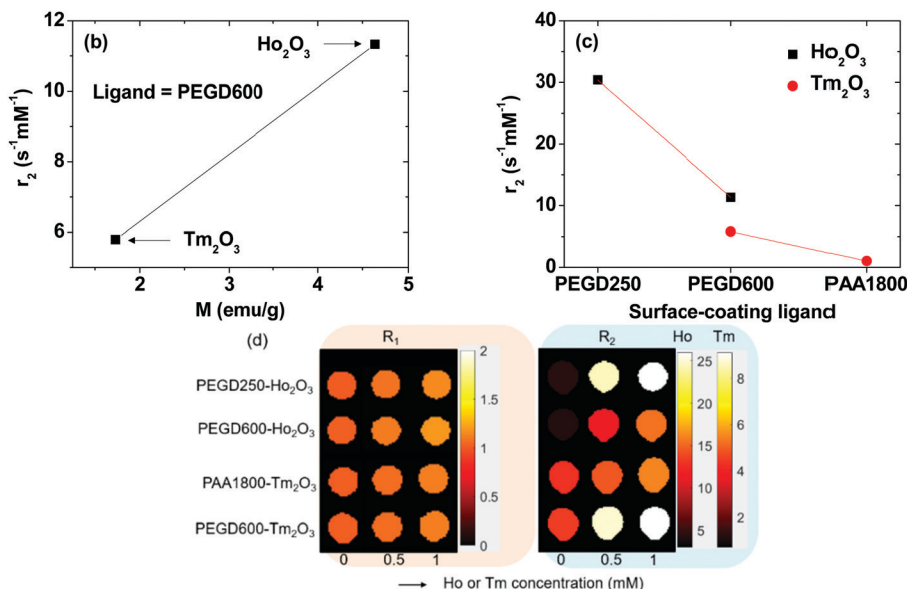 (b)
12
10
8
6
r₂ (s⁻¹mM⁻¹)
Ho₂O₃
Ligand = PEGD600
Tm₂O₃
2 3 4 5
M (emu/g)
(c)
40
30
20
10
0
r₂ (s⁻¹mM⁻¹)
Ho₂O₃
Tm₂O₃
PEGD250 PEGD600 PAA1800
Surface-coating ligand
(d)
R₁
R₂ Ho Tm
PEGD250-Ho₂O₃
PEGD600-Ho₂O₃
PAA1800-Tm₂O₃
PEGD600-Tm₂O₃
2
1.5
1
0.5
0
25
20
15
10
5
8
6
4
2
0 0.5 1
0 0.5 1
Ho or Tm concentration (mM)